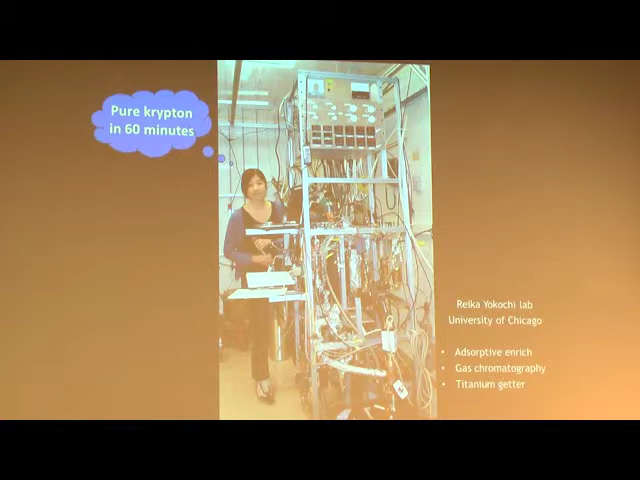 Pure krypton
in 60 minutes
Reika Yokochi lab
University of Chicago
• Adsorptive enrich
• Gas chromatography
• Titanium getter